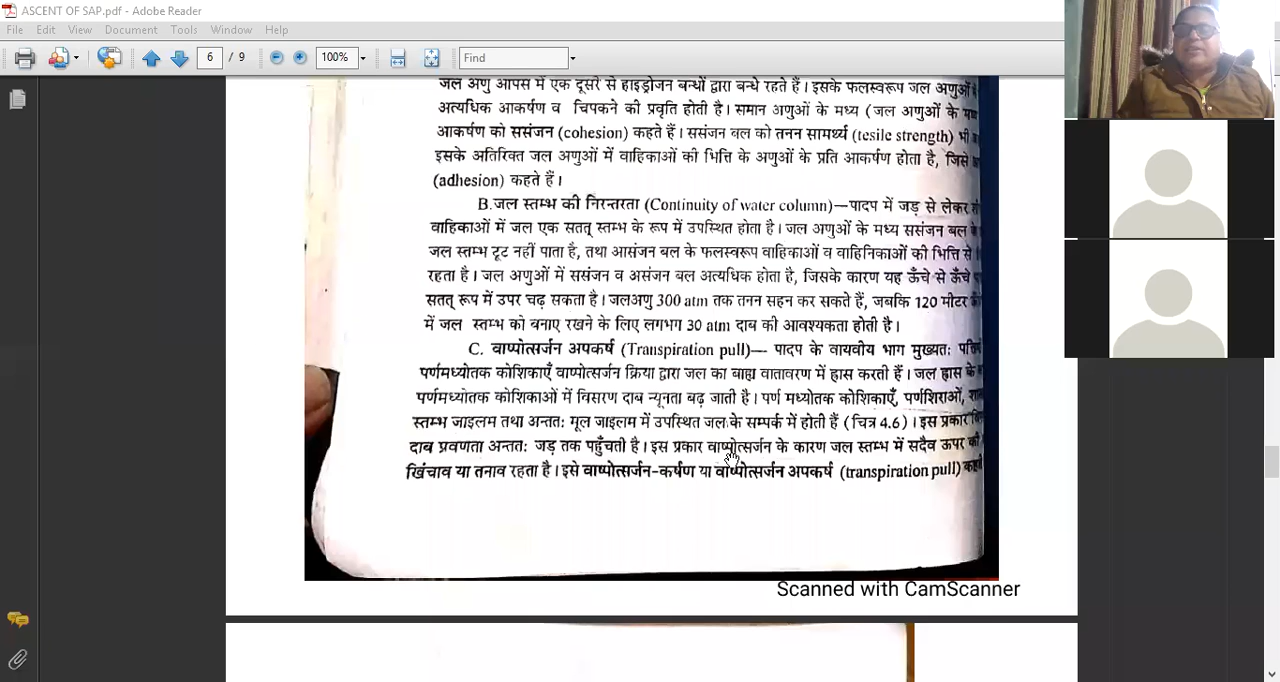 ASCENT OF SAP.pdf - Adobe Reader
File Edit View Document Tools Window Help
6 / 9 100% Find
जल अणु आपस में एक दूसरे से हाइड्रोजन बन्धों द्वारा बन्धे रहते हैं। इसके फलस्वरूप जल अणुओं
अत्यधिक आकर्षण व चिपकने की प्रवृति होती है। समान अणुओं के मध्य (जल अणुओं के मध्य
आकर्षण को ससंजन (cohesion) कहते हैं। ससंजन वल को तनन सामर्थ्य (tesile strength) भी
इसके अतिरिक्त जल अणुओं में वाहिकाओं की भित्ति के अणुओं के प्रति आकर्षण होता है, जिसे
(adhesion) कहते हैं।
B.जल स्तम्भ की निरन्तरता (Continuity of water column)—पादप में जड़ से लेकर
वाहिकाओं में जल एक सतत् स्तम्भ के रूप में उपस्थित होता है। जल अणुओं के मध्य ससंजन बल के
जल स्तम्भ टूट नहीं पाता है, तथा आसंजन बल के फलस्वरूप वाहिकाओं व वाहिनिकाओं की भित्ति से
रहता है। जल अणुओं में ससंजन व असंजन बल अत्यधिक होता है, जिसके कारण यह ऊँचे से ऊँचे
सतत् रूप में उपर चढ़ सकता है। जलअणु 300 atm तक तनन सहन कर सकते हैं, जबकि 120 मीटर
में जल स्तम्भ को बनाए रखने के लिए लगभग 30 atm दाब की आवश्यकता होती है।
C. वाष्पोत्सर्जन अपकर्ष (Transpiration pull)— पादप के वायवीय भाग मुख्यत:
पर्णमध्योतक कोशिकाएँ वाष्पोत्सर्जन क्रिया द्वारा जल का बाह्य वातावरण में ह्रास करती हैं। जल ह्रास के
पर्णमध्योतक कोशिकाओं में विसरण दाब न्यूनता बढ़ जाती है। पर्ण मध्योतक कोशिकाएँ, पर्णशिराओं,
स्तम्भ जाइलम तथा अन्तत: मूल जाइलम में उपस्थित जल के सम्पर्क में होती हैं (चित्र 4.6)। इस प्रकार
दाब प्रवणता अन्तत: जड़ तक पहुँचती है। इस प्रकार वाष्पोत्सर्जन के कारण जल स्तम्भ में सदैव ऊपर की
खिंचाव या तनाव रहता है। इसे वाष्पोत्सर्जन-कर्षण या वाष्पोत्सर्जन अपकर्ष (transpiration pull) कहते
Scanned with CamScanner